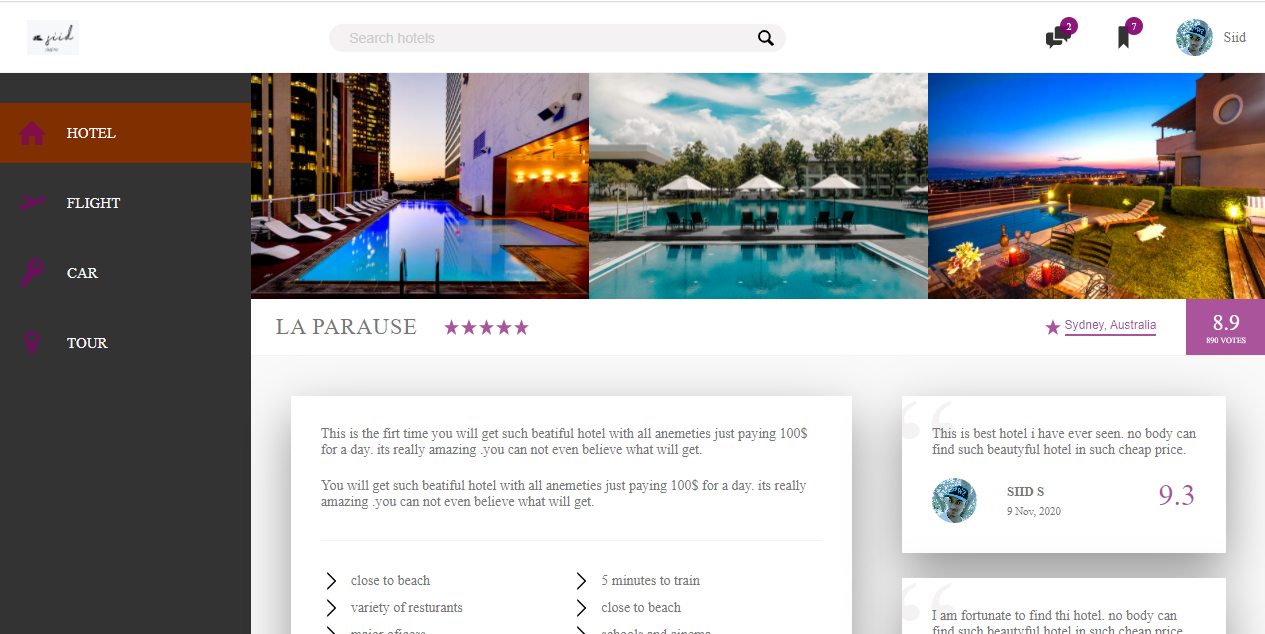 a siid
Search hotels
2
7
Siid
HOTEL
FLIGHT
CAR
TOUR
LA PARAUSE
Sydney, Australia
8.9
890 VOTES
This is the firt time you will get such beatiful hotel with all anemeties just paying 100$
for a day. its really amazing .you can not even believe what will get.
You will get such beatiful hotel with all anemeties just paying 100$ for a day. its really
amazing .you can not even believe what will get.
close to beach
5 minutes to train
variety of resturants
close to beach
major oficers
schools and cinema
“
This is best hotel i have ever seen. no body can
find such beautyful hotel in such cheap price.
SIID S
9 Nov, 2020
9.3
“
I am fortunate to find thi hotel. no body can
find such beautyful hotel in such cheap price